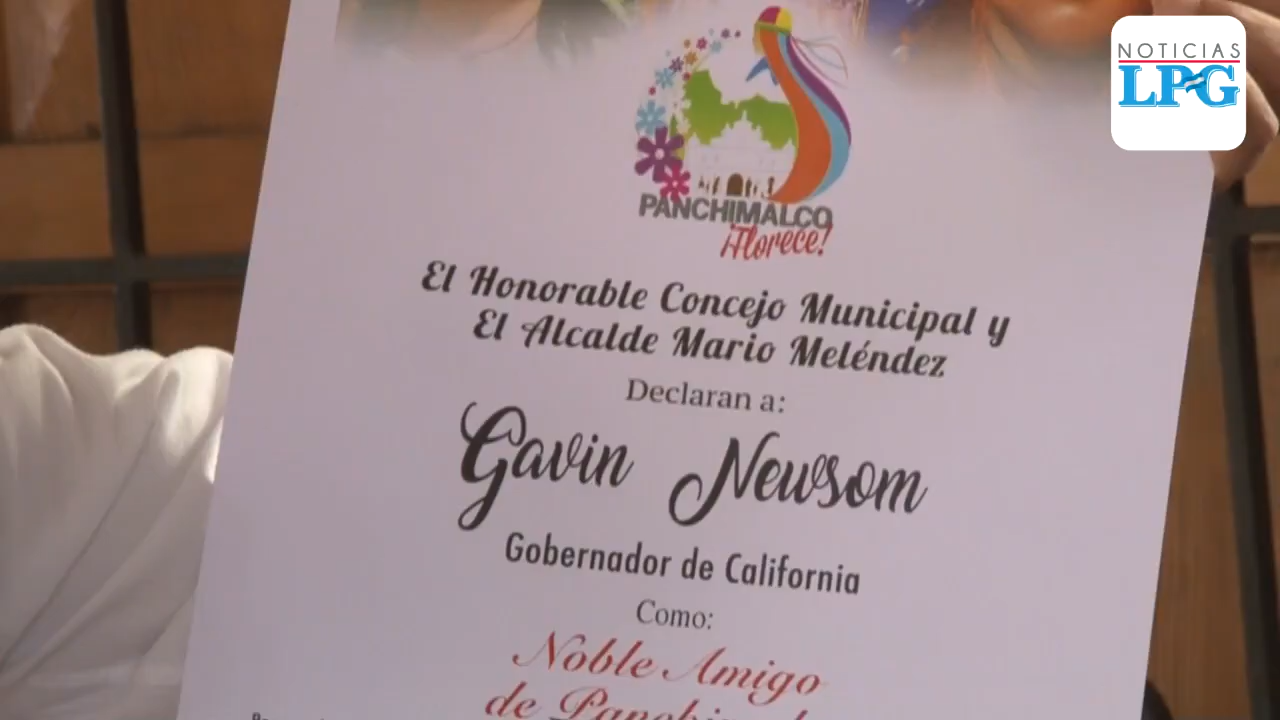 NOTICIAS
LPG
PANCHIMALCO
¡Florece!
El Honorable Concejo Municipal y
El Alcalde Mario Meléndez
Declaran a:
Gavin Newsom
Gobernador de California
Como:
Noble Amigo
de